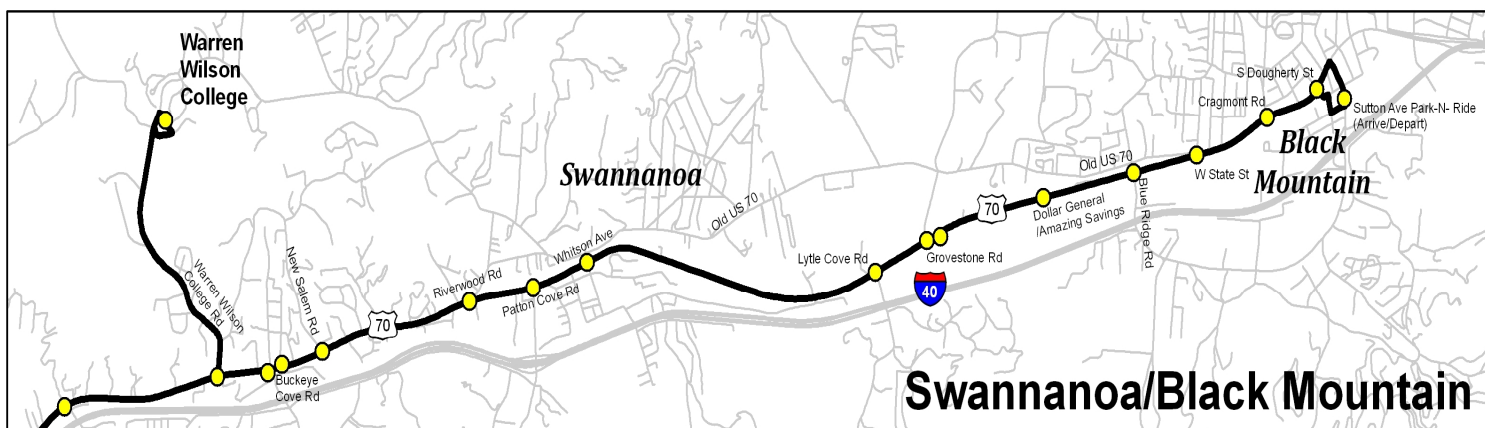 Warren
Wilson
College
S Dougherty St
Cragmont Rd
Sutton Ave Park-N- Ride
(Arrive/Depart)
Black
Mountain
Swannanoa
Old US 70
W State St
Blue Ridge Rd
Old US 70
70
Dollar General
/Amazing Savings
Whitson Ave
Lytle Cove Rd
Grovestone Rd
40
Riverwood Rd
Patton Cove Rd
New Salem Rd
Warren Wilson
College Rd
70
Buckeye
Cove Rd
Swannanoa/Black Mountain